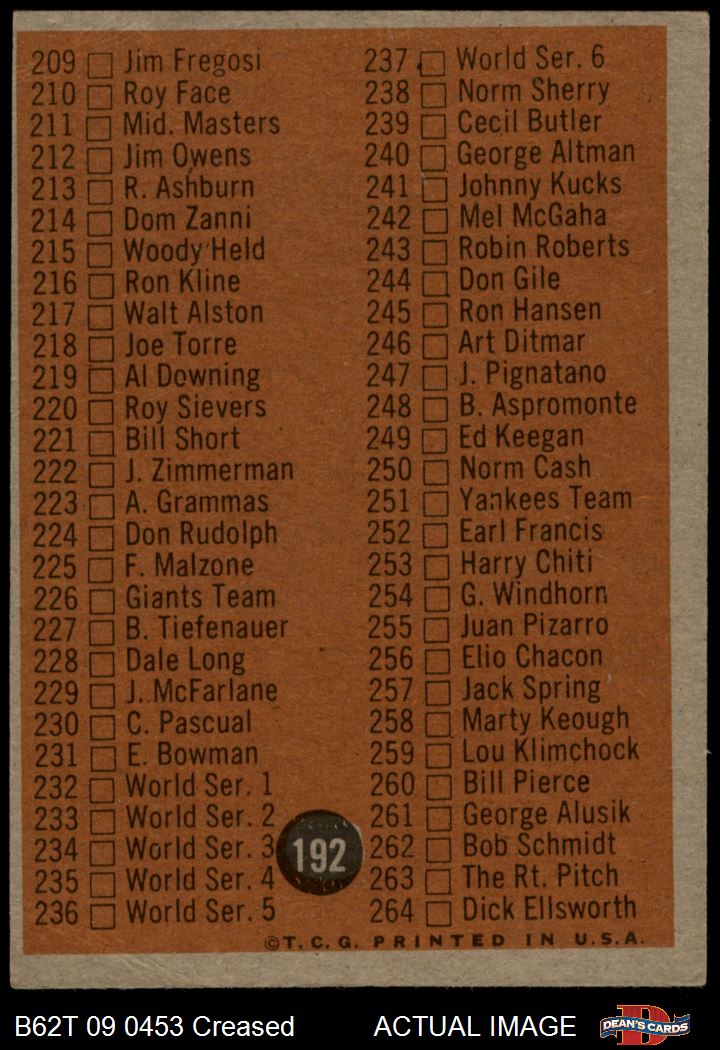 209 Jim Fregosi
210 Roy Face
211 Mid. Masters
212 Jim Owens
213 R. Ashburn
214 Dom Zanni
215 Woody Held
216 Ron Kline
217 Walt Alston
218 Joe Torre
219 Al Downing
220 Roy Sievers
221 Bill Short
222 J. Zimmerman
223 A. Grammas
224 Don Rudolph
225 F. Malzone
226 Giants Team
227 B. Tiefenauer
228 Dale Long
229 J. McFarlane
230 C. Pascual
231 E. Bowman
232 World Ser. 1
233 World Ser. 2
234 World Ser. 3
235 World Ser. 4
236 World Ser. 5
192
237 World Ser. 6
238 Norm Sherry
239 Cecil Butler
240 George Altman
241 Johnny Kucks
242 Mel McGaha
243 Robin Roberts
244 Don Gile
245 Ron Hansen
246 Art Ditmar
247 J. Pignatano
248 B. Aspromonte
249 Ed Keegan
250 Norm Cash
251 Yankees Team
252 Earl Francis
253 Harry Chiti
254 G. Windhorn
255 Juan Pizarro
256 Elio Chacon
257 Jack Spring
258 Marty Keough
259 Lou Klimchock
260 Bill Pierce
261 George Alusik
262 Bob Schmidt
263 The Rt. Pitch
264 Dick Ellsworth
©T.C.G. PRINTED IN U.S.A.
B62T 09 0453 Creased
ACTUAL IMAGE
D
DEAN'S CARDS